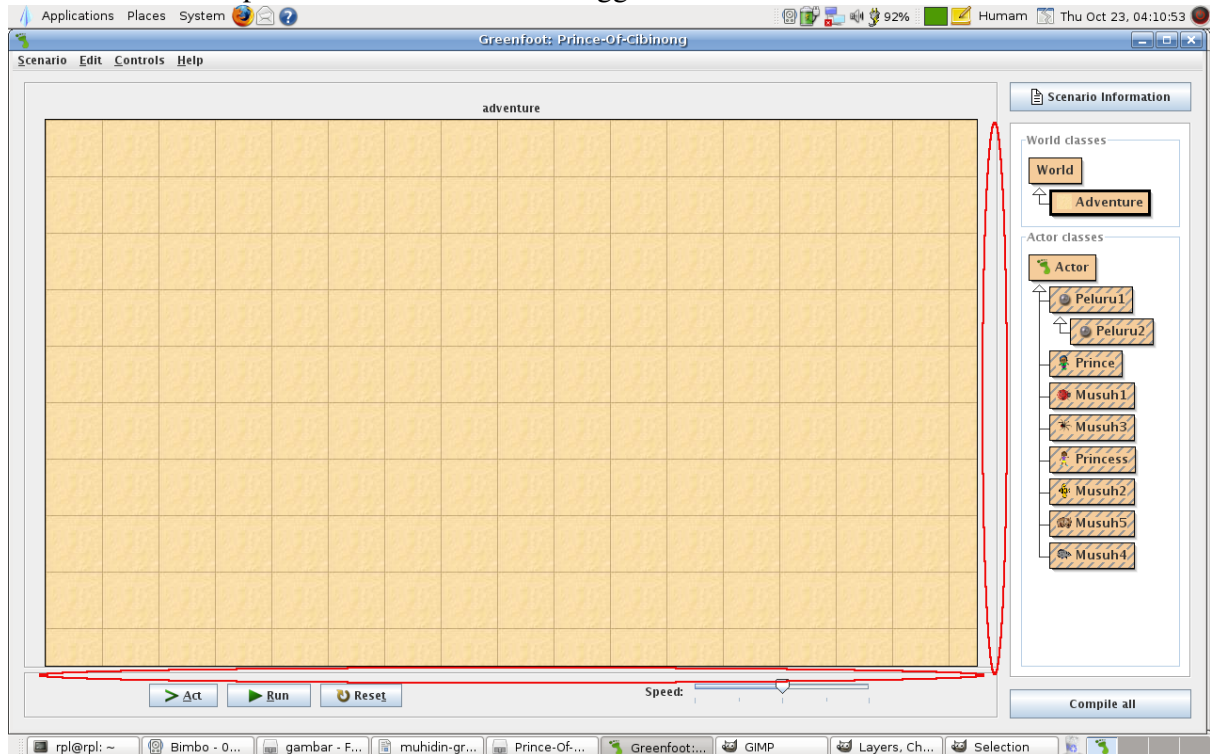 Applications Places System 92% Humam Thu Oct 23, 04:10:53
Greenfoot: Prince-Of-Cibinong
Scenario Edit Controls Help
adventure
Scenario Information
World classes
World
Adventure
Actor classes
Actor
Peluru1
Peluru2
Prince
Musuh1
Musuh3
Princess
Musuh2
Musuh5
Musuh4
Act Run Reset Speed:
Compile all
rpl@rpl: ~ Bimbo - 0... gambar - F... muhidin-gr... Prince-Of-... Greenfoot:... GIMP Layers, Ch... Selection